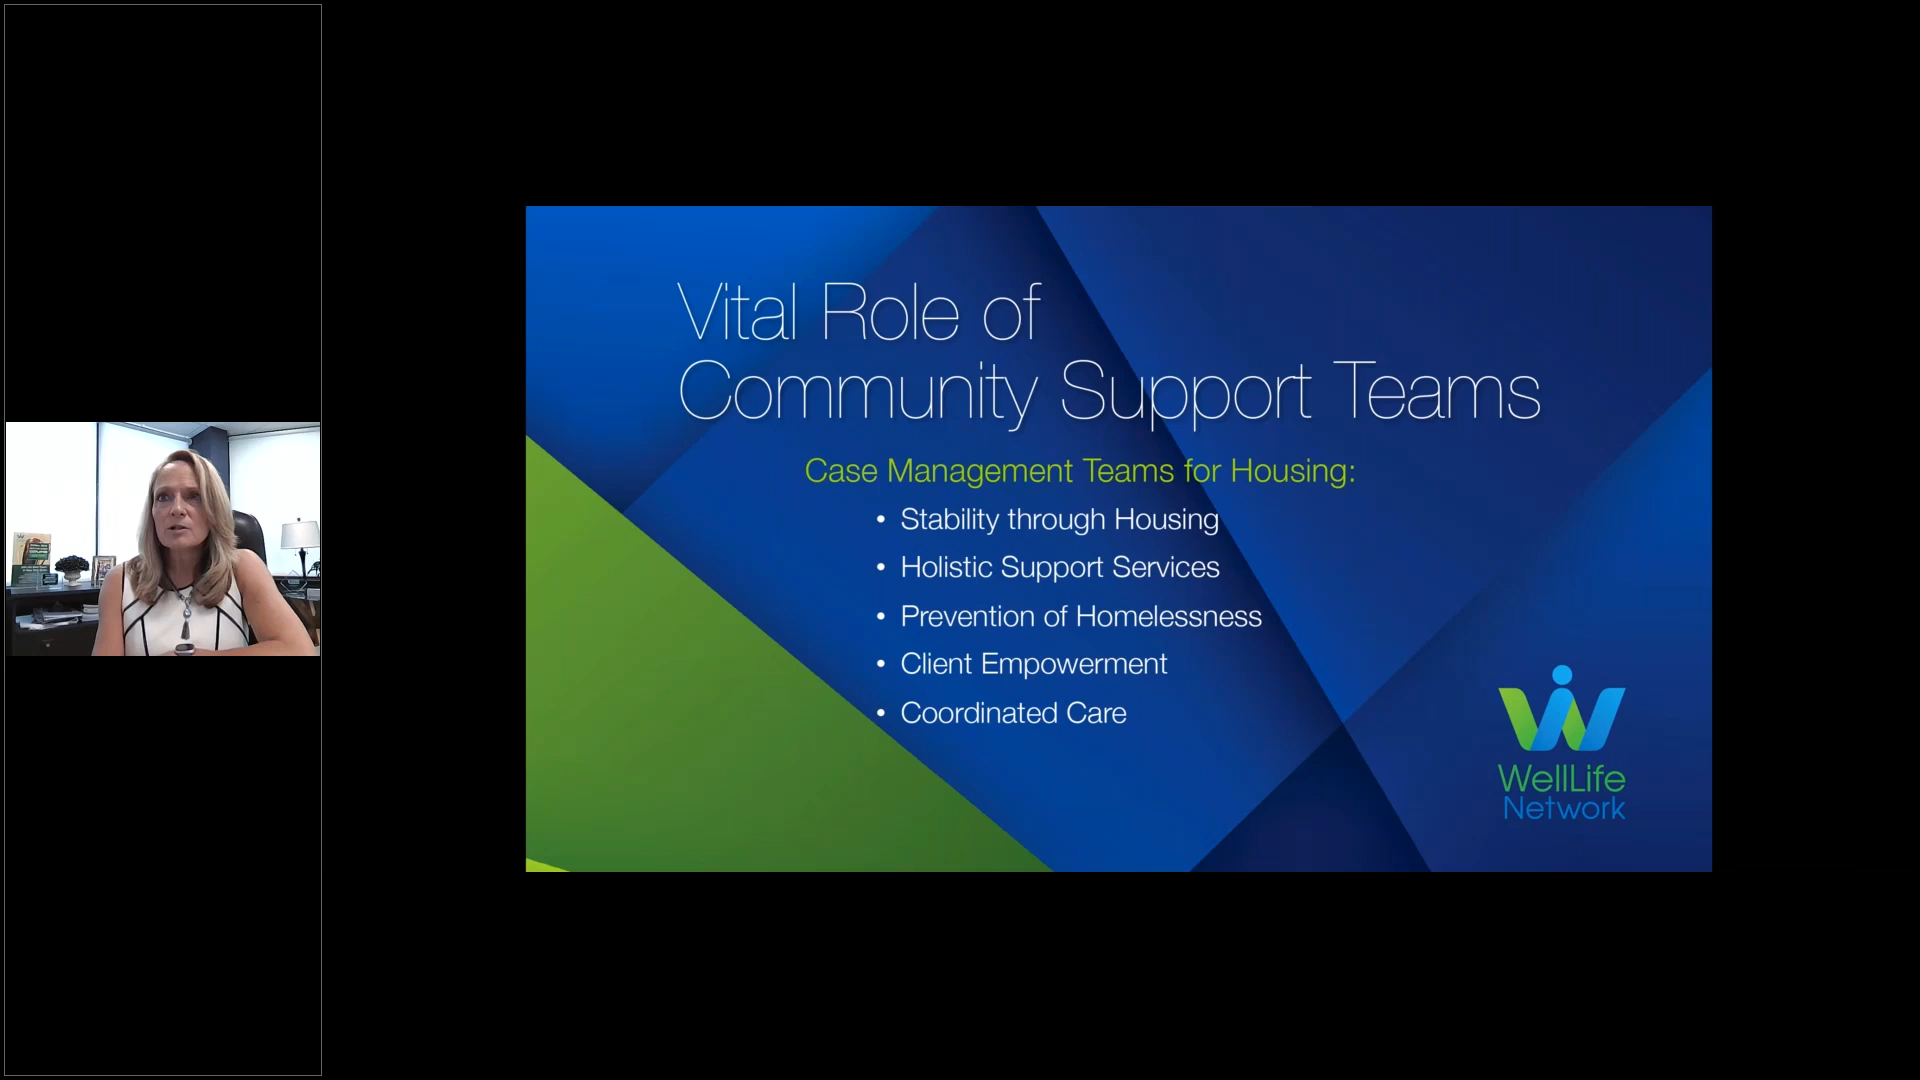 Vital Role of
Community Support Teams
Case Management Teams for Housing:
• Stability through Housing
• Holistic Support Services
• Prevention of Homelessness
• Client Empowerment
• Coordinated Care
WellLife
Network